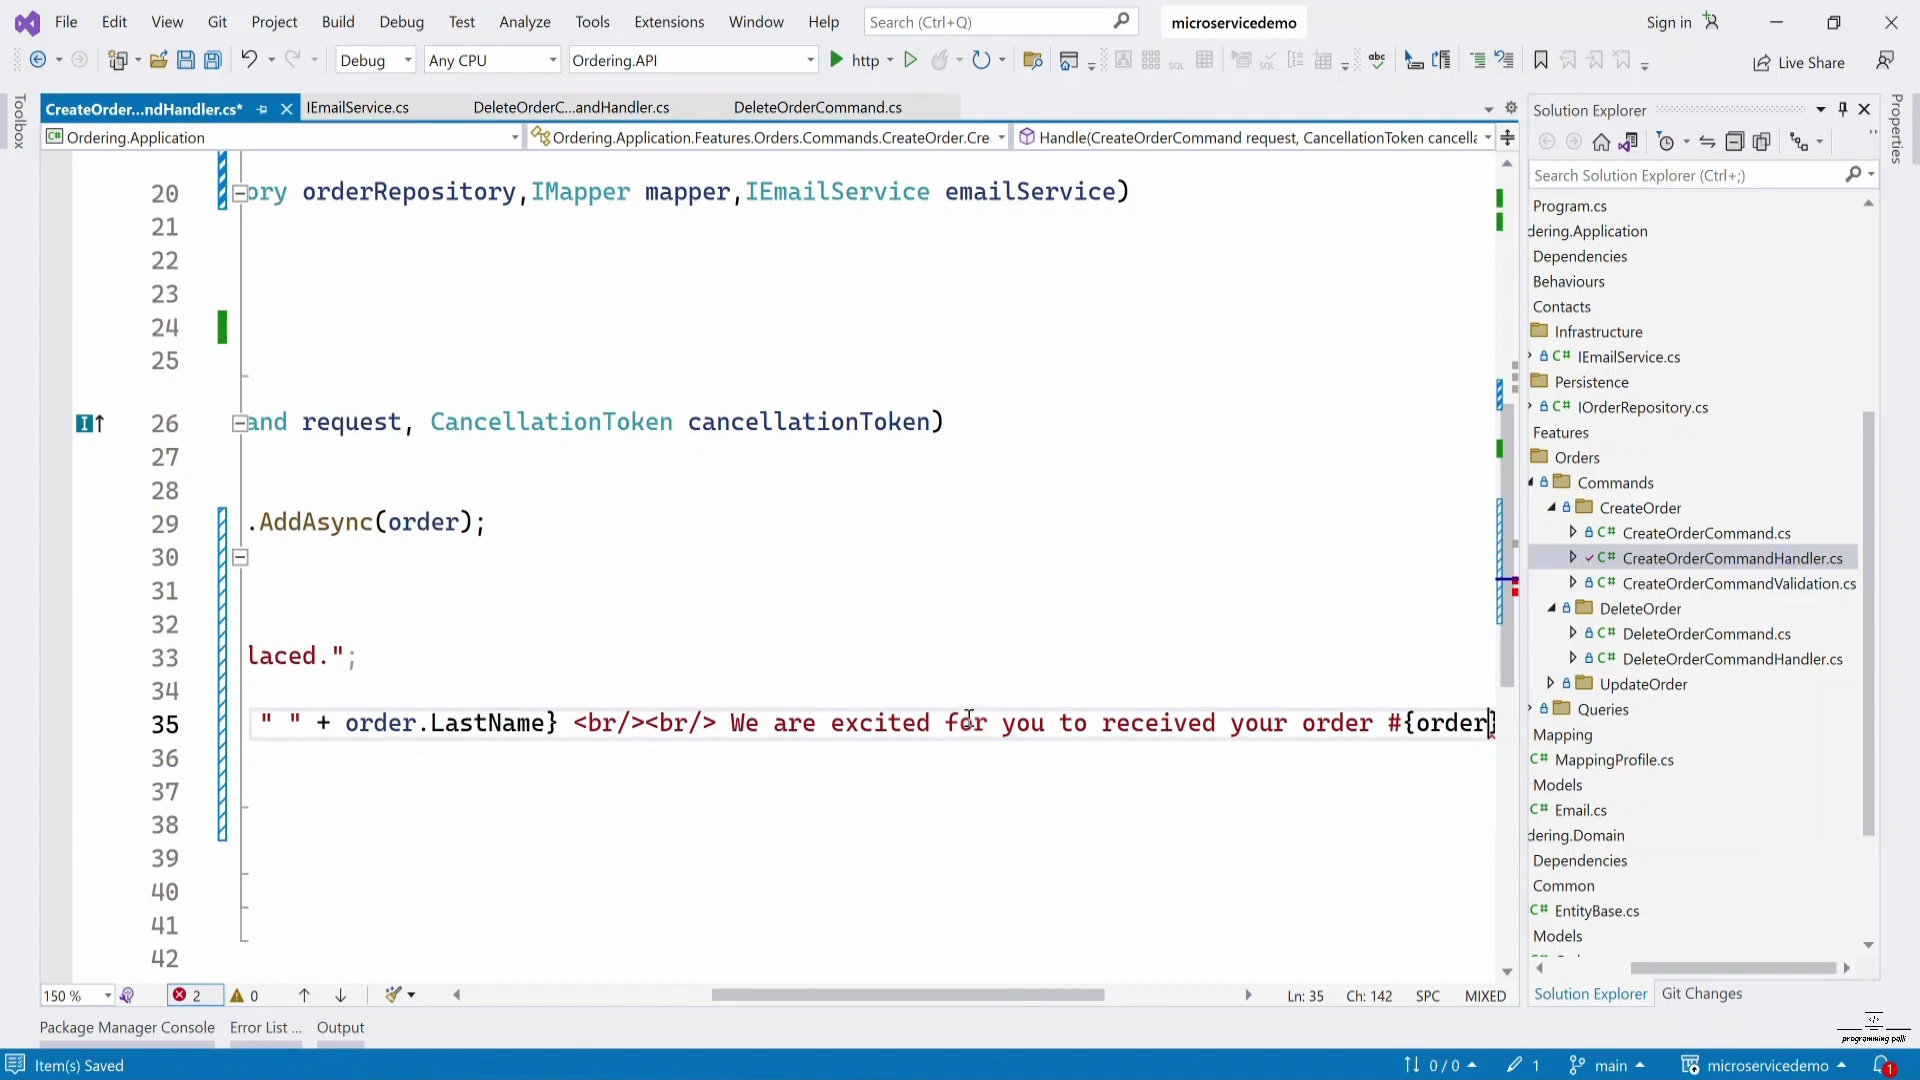 File Edit View Git Project Build Debug Test Analyze Tools Extensions Window Help Search (Ctrl+Q) microservicedemo Sign in
Debug Any CPU Ordering.API http Live Share
Toolbox
CreateOrder...ndHandler.cs* IEmailService.cs DeleteOrderC...andHandler.cs DeleteOrderCommand.cs
Ordering.Application Ordering.Application.Features.Orders.Commands.CreateOrder.Cre Handle(CreateOrderCommand request, CancellationToken cancella
20 ory orderRepository,IMapper mapper,IEmailService emailService)
21
22
23
24
25
26 and request, CancellationToken cancellationToken)
27
28
29 .AddAsync(order);
30
31
32
33 laced.";
34
35 " " + order.LastName} <br/><br/> We are excited for you to received your order #{order}
36
37
38
39
40
41
42
150 % 2 0 Ln: 35 Ch: 142 SPC MIXED
Package Manager Console Error List ... Output
Item(s) Saved 0 / 0 1 main microservicedemo 1
Solution Explorer
Search Solution Explorer (Ctrl+;)
Program.cs
dering.Application
Dependencies
Behaviours
Contacts
Infrastructure
C# IEmailService.cs
Persistence
C# IOrderRepository.cs
Features
Orders
Commands
CreateOrder
C# CreateOrderCommand.cs
C# CreateOrderCommandHandler.cs
C# CreateOrderCommandValidation.cs
DeleteOrder
C# DeleteOrderCommand.cs
C# DeleteOrderCommandHandler.cs
UpdateOrder
Queries
Mapping
C# MappingProfile.cs
Models
C# Email.cs
dering.Domain
Dependencies
Common
C# EntityBase.cs
Models
Solution Explorer Git Changes
Properties
programming palli